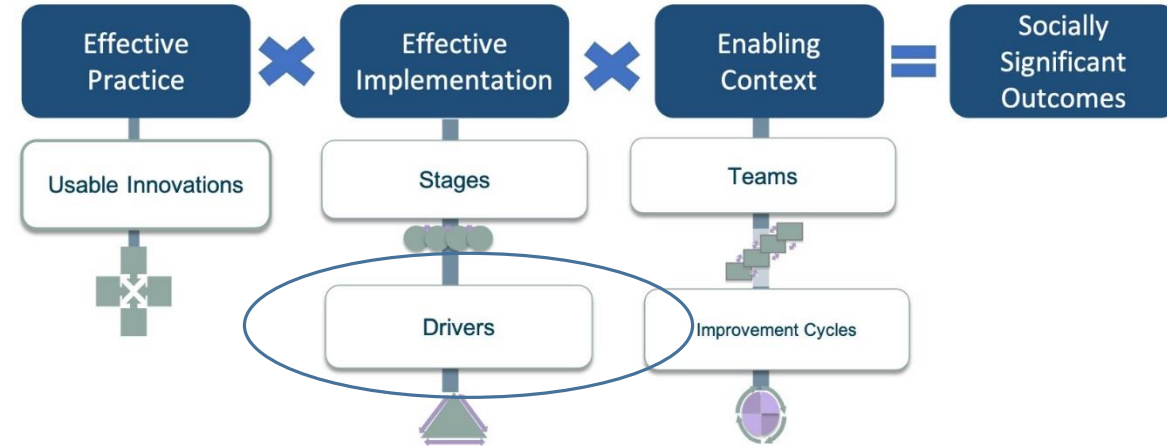 Effective
Practice
Effective
Implementation
Enabling
Context
Socially
Significant
Outcomes
Usable Innovations
Stages
Teams
Drivers
Improvement Cycles